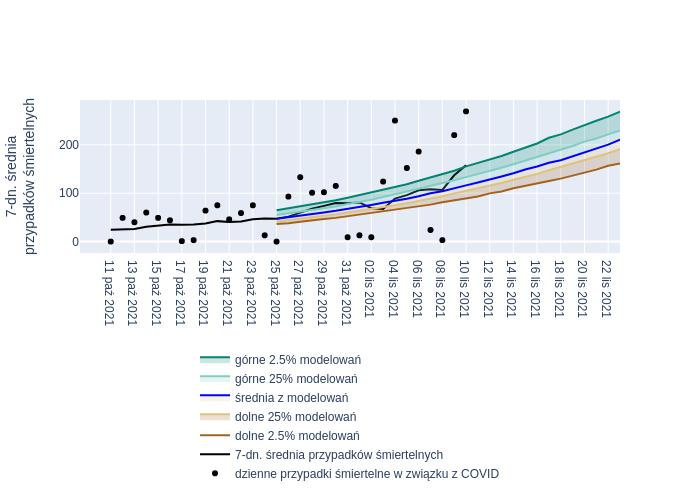 7-dn. średnia
przypadków śmiertelnych
200
100
0
11 paź 2021
13 paź 2021
15 paź 2021
17 paź 2021
19 paź 2021
21 paź 2021
23 paź 2021
25 paź 2021
27 paź 2021
29 paź 2021
31 paź 2021
02 lis 2021
04 lis 2021
06 lis 2021
08 lis 2021
10 lis 2021
12 lis 2021
14 lis 2021
16 lis 2021
18 lis 2021
20 lis 2021
22 lis 2021
górne 2.5% modelowań
górne 25% modelowań
średnia z modelowań
dolne 25% modelowań
dolne 2.5% modelowań
7-dn. średnia przypadków śmiertelnych
dzienne przypadki śmiertelne w związku z COVID